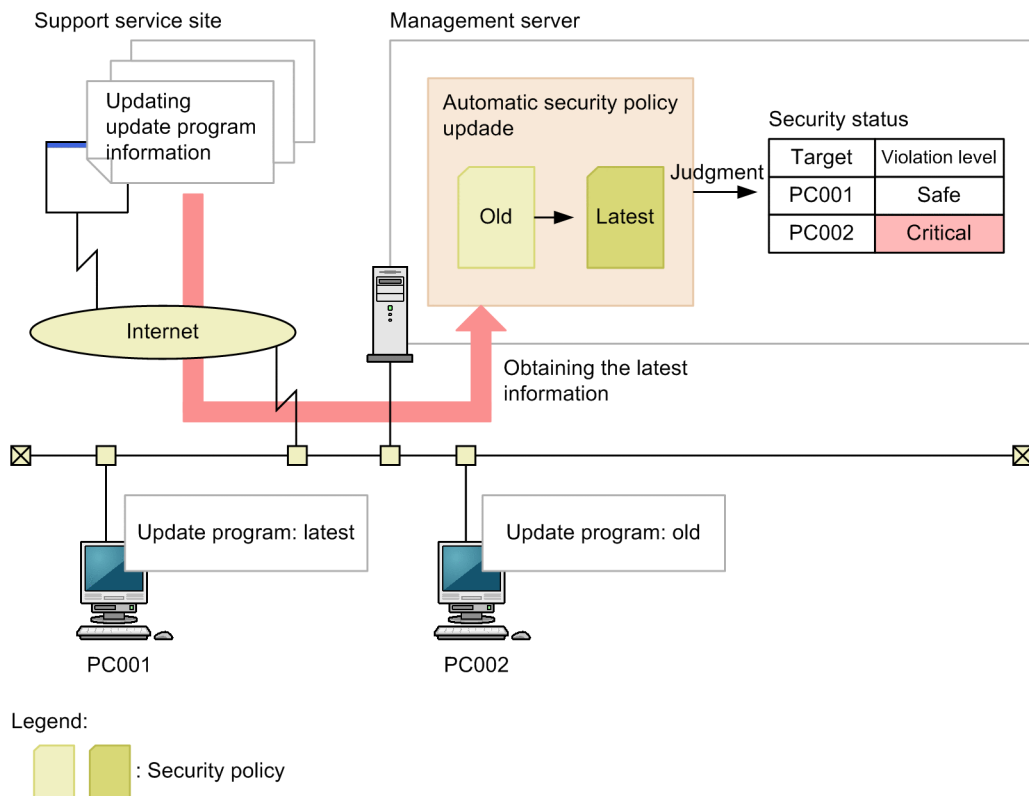 Support service site
Management server
Updating
update program
information
Automatic security policy
updade
Old
Latest
Judgment
Security status
Target
Violation level
PC001
Safe
PC002
Critical
Internet
Obtaining the latest
information
Update program: latest
Update program: old
PC001
PC002
Legend:
: Security policy